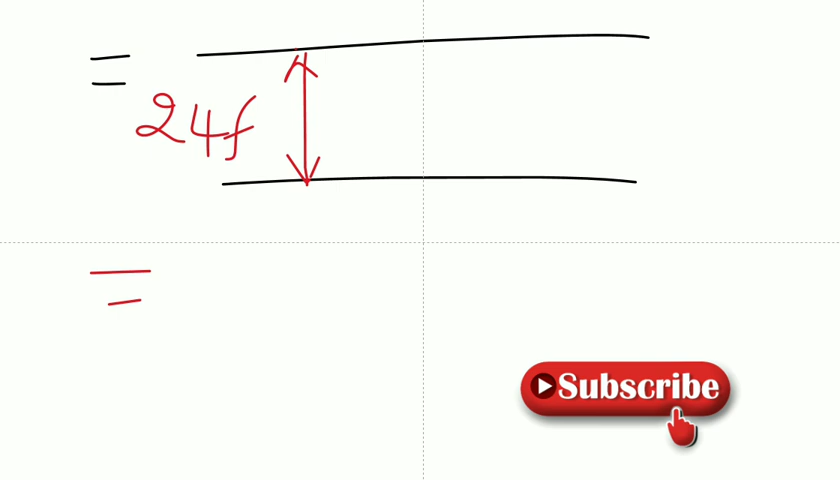 =
24f
=
Subscribe